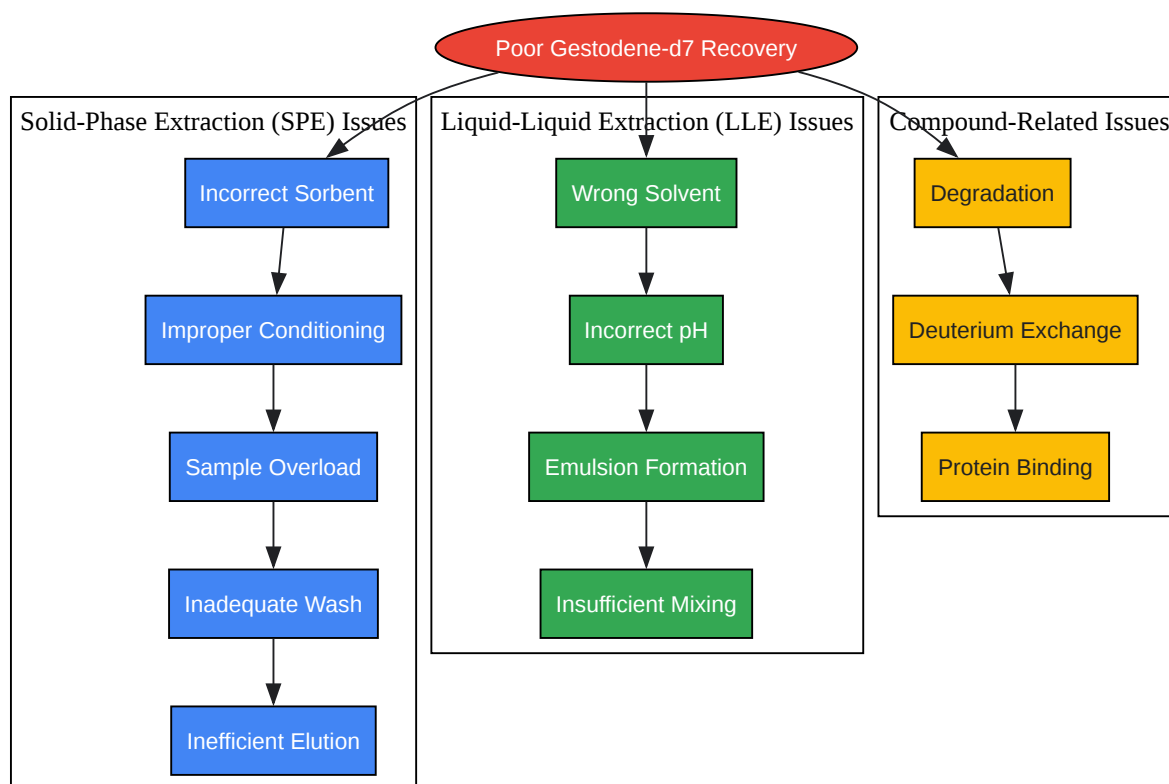 Poor Gestodene-d7 Recovery
Solid-Phase Extraction (SPE) Issues
Incorrect Sorbent
Improper Conditioning
Sample Overload
Inadequate Wash
Inefficient Elution
Liquid-Liquid Extraction (LLE) Issues
Wrong Solvent
Incorrect pH
Emulsion Formation
Insufficient Mixing
Compound-Related Issues
Degradation
Deuterium Exchange
Protein Binding